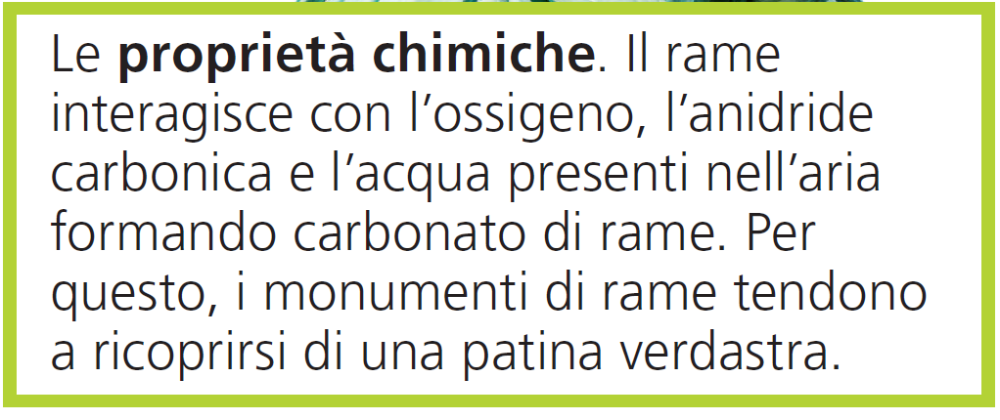 Le proprietà chimiche. Il rame
interagisce con l’ossigeno, l’anidride
carbonica e l’acqua presenti nell’aria
formando carbonato di rame. Per
questo, i monumenti di rame tendono
a ricoprirsi di una patina verdastra.